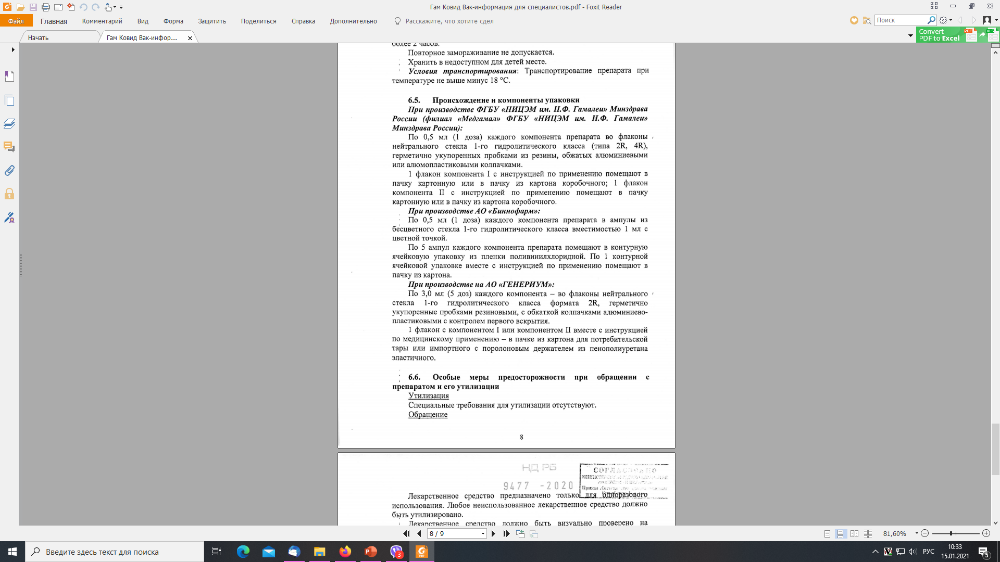 Гам Ковид Вак-информация для специалистов.pdf - Foxit Reader
Файл Главная Комментарий Вид Форма Защитить Поделиться Справка Дополнительно Расскажите, что хотите сдел Поиск
Начать Гам Ковид Вак-инфор... Convert
PDF to Excel
более 2 часов.
Повторное замораживание не допускается.
Хранить в недоступном для детей месте.
Условия транспортирования: Транспортирование препарата при
температуре не выше минус 18 °С.
6.5. Происхождение и компоненты упаковки
При производстве ФГБУ «НИЦЭМ им. Н.Ф. Гамалеи» Минздрава
России (филиал «Медгамал» ФГБУ «НИЦЭМ им. Н.Ф. Гамалеи»
Минздрава России):
По 0,5 мл (1 доза) каждого компонента препарата во флаконы
нейтрального стекла 1-го гидролитического класса (типа 2R, 4R),
герметично укупоренных пробками из резины, обжатых алюминиевыми
или алюмопластиковыми колпачками.
1 флакон компонента I с инструкцией по применению помещают в
пачку картонную или в пачку из картона коробочного; 1 флакон
компонента II с инструкцией по применению помещают в пачку
картонную или в пачку из картона коробочного.
При производстве АО «Биннофарм»:
По 0,5 мл (1 доза) каждого компонента препарата в ампулы из
бесцветного стекла 1-го гидролитического класса вместимостью 1 мл с
цветной точкой.
По 5 ампул каждого компонента препарата помещают в контурную
ячейковую упаковку из пленки поливинилхлоридной. По 1 контурной
ячейковой упаковке вместе с инструкцией по применению помещают в
пачку из картона.
При производстве на АО «ГЕНЕРИУМ»:
По 3,0 мл (5 доз) каждого компонента – во флаконы нейтрального
стекла 1-го гидролитического класса формата 2R, герметично
укупоренные пробками резиновыми, с обкаткой колпачками алюминиево-
пластиковыми с контролем первого вскрытия.
1 флакон с компонентом I или компонентом II вместе с инструкцией
по медицинскому применению – в пачке из картона для потребительской
тары или импортного с поролоновым держателем из пенополиуретана
эластичного.
6.6. Особые меры предосторожности при обращении с
препаратом и его утилизации
Утилизация
Специальные требования для утилизации отсутствуют.
Обращение
8
НД РБ
9477 -2020
СОГЛАСОВАНО
Лекарственное средство предназначено только для одноразового
использования. Любое неиспользованное лекарственное средство должно
быть утилизировано.
Лекарственное средство должно быть визуально проверено на
8 / 9 81,60%
Введите здесь текст для поиска РУС 10:33
15.01.2021
3
5